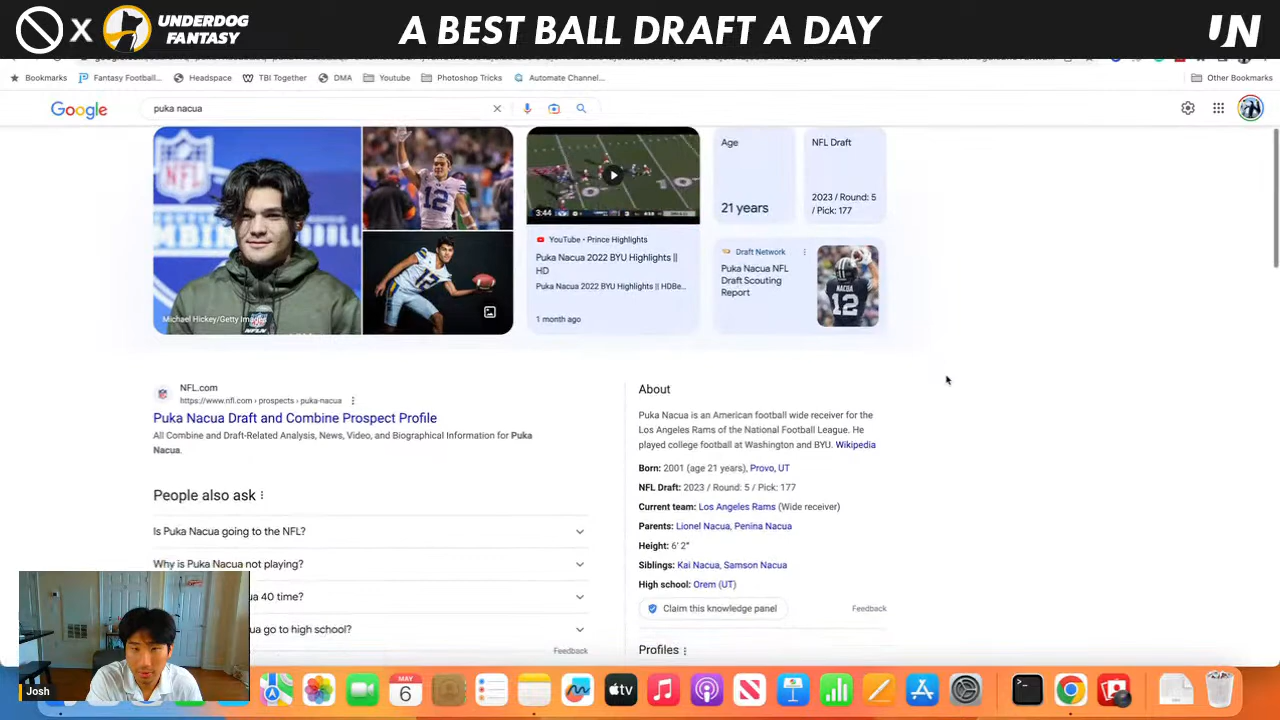 X
UNDERDOG
FANTASY
A BEST BALL DRAFT A DAY
UN
Bookmarks
Fantasy Football...
Headspace
TBI Together
DMA
Youtube
Photoshop Tricks
Automate Channel...
Other Bookmarks
Google
puka nacua
NFL
Michael Hickey/Getty Images
12
12
3:44
YouTube • Prince Highlights
Puka Nacua 2022 BYU Highlights ||
HD
Puka Nacua 2022 BYU Highlights || HDBe...
1 month ago
Age
21 years
NFL Draft
2023 / Round: 5
/ Pick: 177
Draft Network
Puka Nacua NFL
Draft Scouting
Report
NACUA
12
NFL.com
https://www.nfl.com › prospects › puka-nacua
Puka Nacua Draft and Combine Prospect Profile
All Combine and Draft-Related Analysis, News, Video, and Biographical Information for Puka
Nacua.
People also ask
Is Puka Nacua going to the NFL?
Why is Puka Nacua not playing?
ua 40 time?
ua go to high school?
Feedback
About
Puka Nacua is an American football wide receiver for the
Los Angeles Rams of the National Football League. He
played college football at Washington and BYU. Wikipedia
Born: 2001 (age 21 years), Provo, UT
NFL Draft: 2023 / Round: 5 / Pick: 177
Current team: Los Angeles Rams (Wide receiver)
Parents: Lionel Nacua, Penina Nacua
Height: 6′ 2″
Siblings: Kai Nacua, Samson Nacua
High school: Orem (UT)
Claim this knowledge panel
Feedback
Profiles
Josh
MAY
6
tv